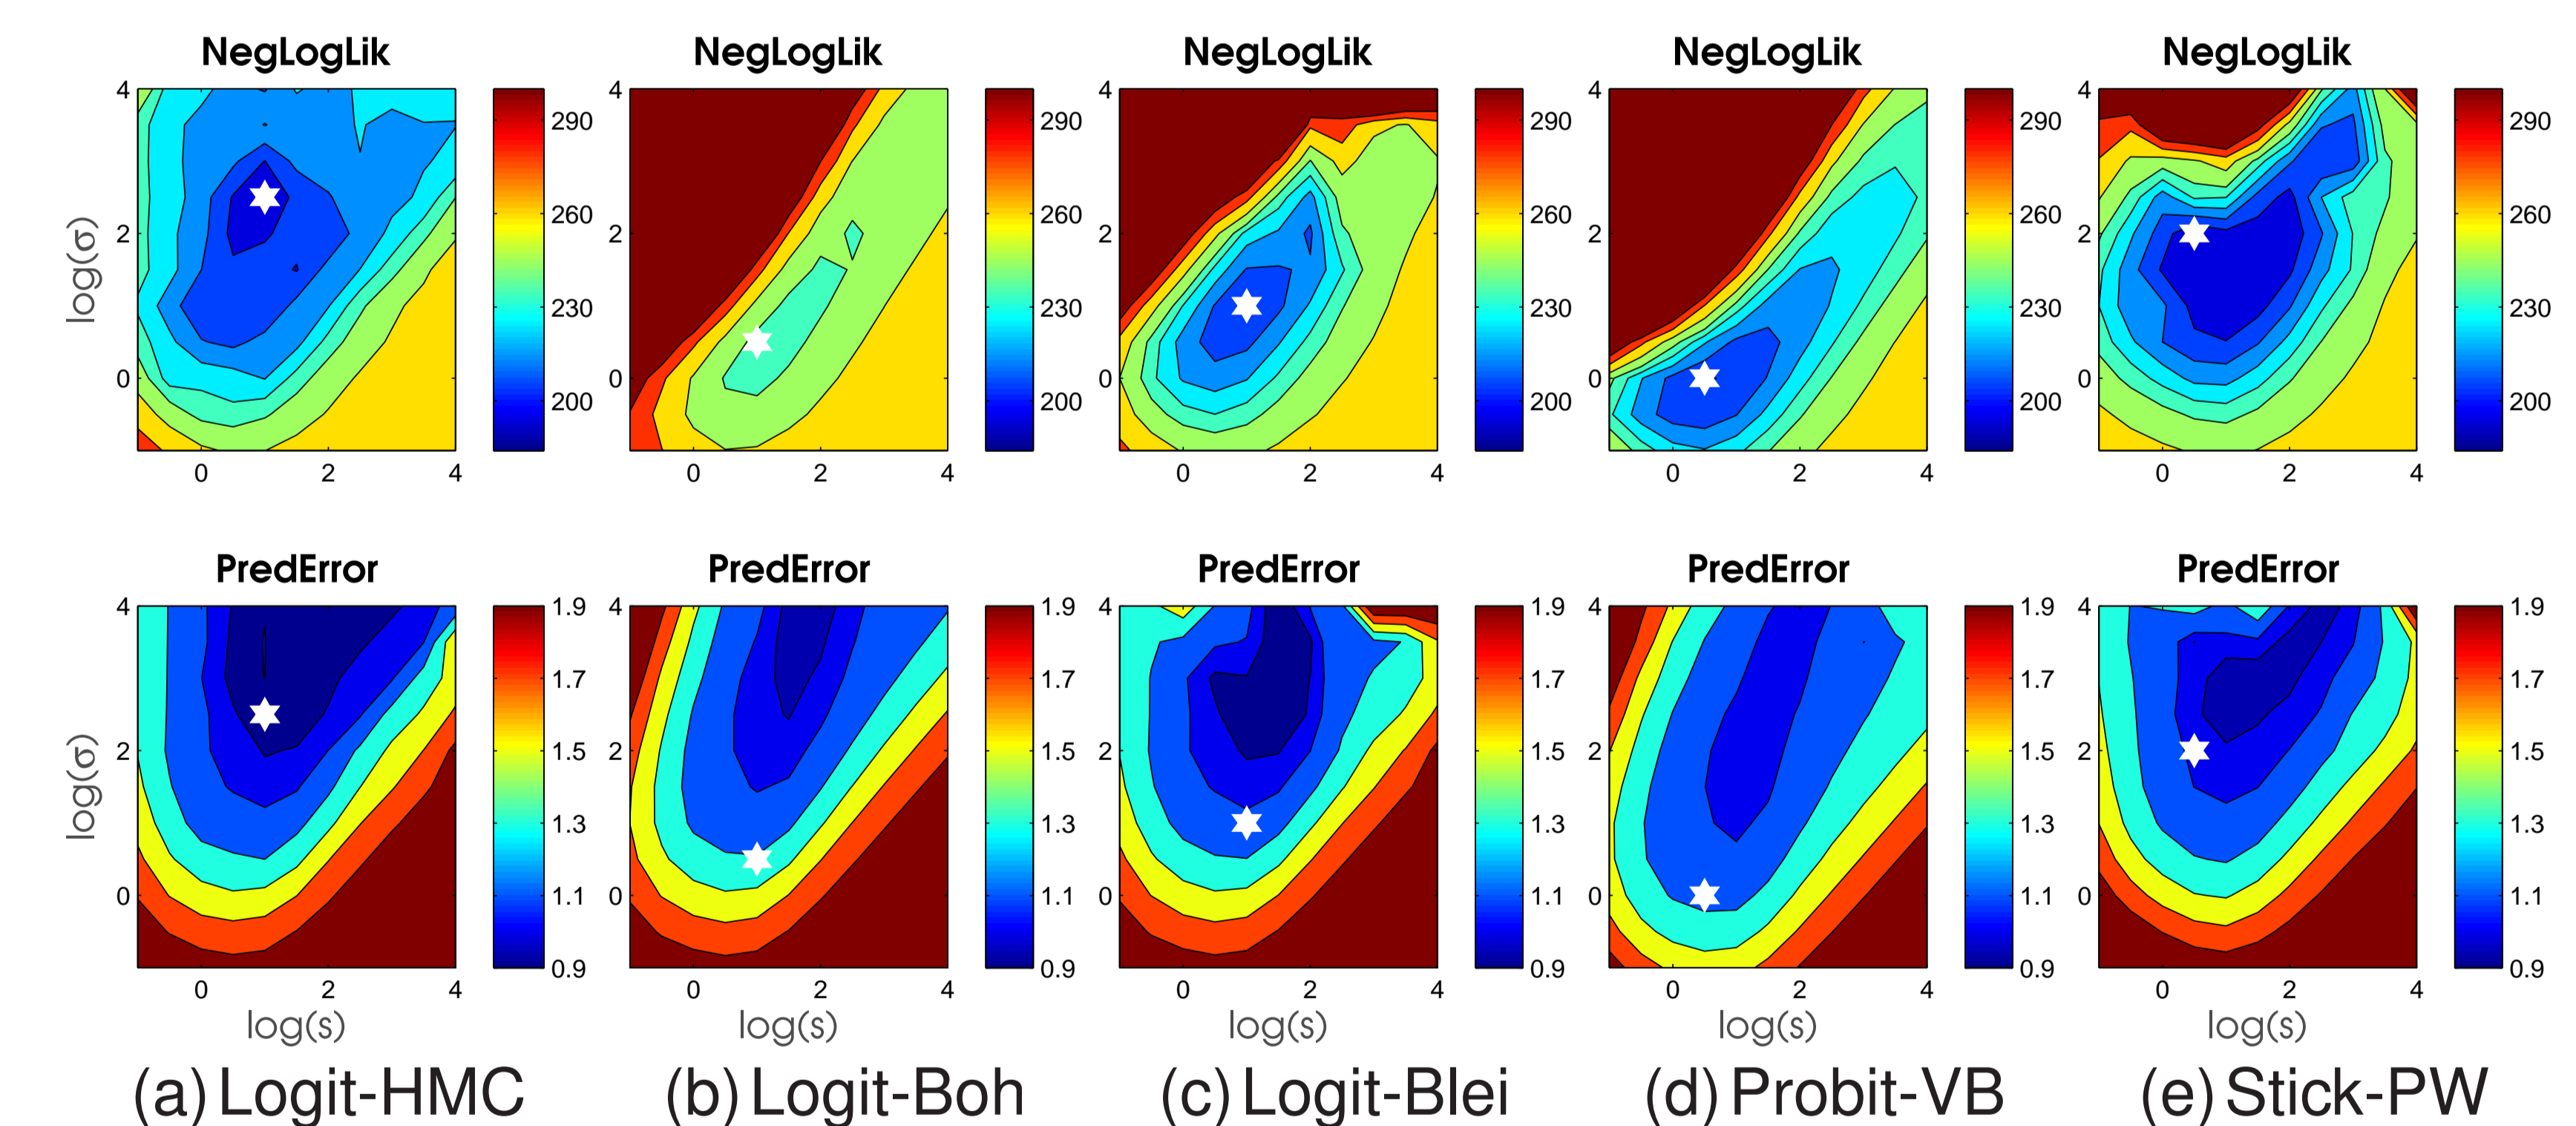 NegLogLik NegLogLik NegLogLik NegLogLik NegLogLik
4 290 4 290 4 290 4 290 4 290
260 260 260 260 260
log(σ) 2 2 2 2 2
230 230 230 230 230
0 200 0 200 0 200 0 200 0 200
0 2 4 0 2 4 0 2 4 0 2 4 0 2 4
PredError PredError PredError PredError PredError
4 1.9 4 1.9 4 1.9 4 1.9 4 1.9
1.7 1.7 1.7 1.7 1.7
log(σ) 2 1.5 2 1.5 2 1.5 2 1.5 2 1.5
1.3 1.3 1.3 1.3 1.3
0 1.1 0 1.1 0 1.1 0 1.1 0 1.1
0.9 0.9 0.9 0.9 0.9
0 2 4 0 2 4 0 2 4 0 2 4 0 2 4
log(s) log(s) log(s) log(s) log(s)
(a) Logit-HMC (b) Logit-Boh (c) Logit-Blei (d) Probit-VB (e) Stick-PW